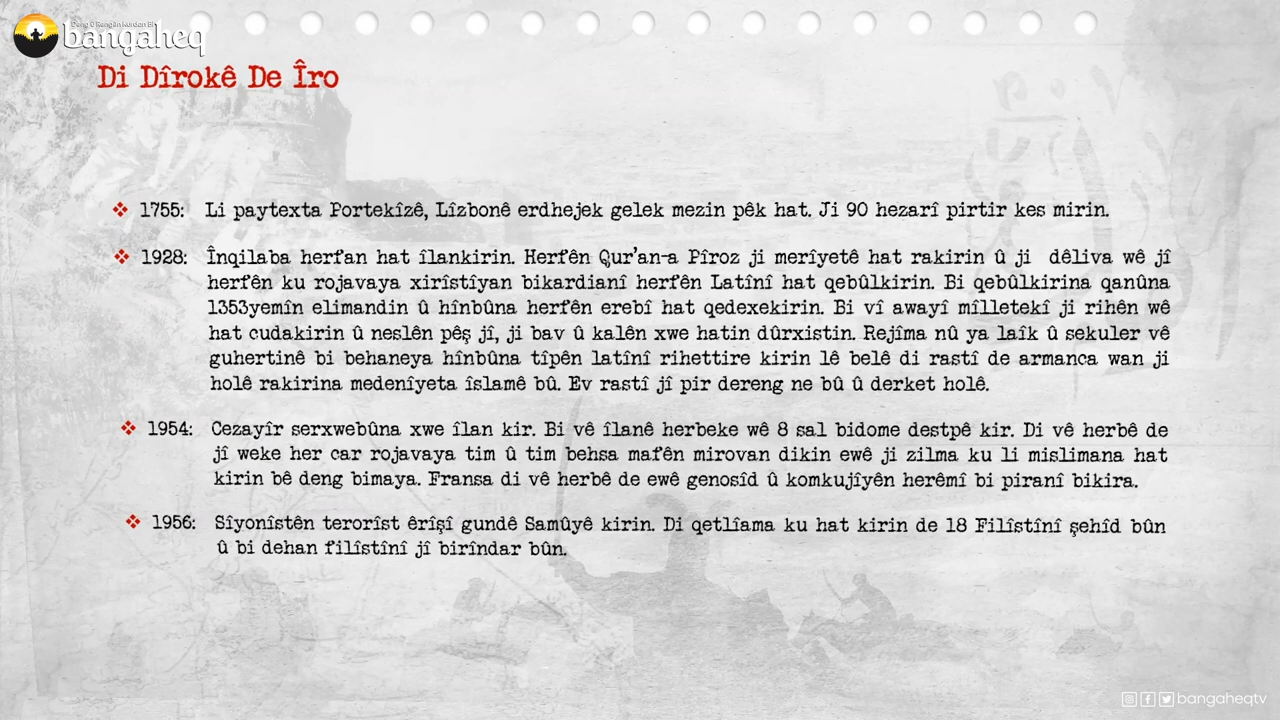 Deng û Rengên Kurdan Bi
bangaheq
Di Dîrokê De Îro
❖ 1755: Li paytexta Portekîzê, Lîzbonê erdhejek gelek mezin pêk hat. Ji 90 hezarî pirtir kes mirin.
❖ 1928: Înqilaba herfan hat îlankirin. Herfên Qur'an-a Pîroz ji merîyetê hat rakirin û ji dêliva wê jî
herfên ku rojavaya xirîstîyan bikardianî herfên Latînî hat qebûlkirin. Bi qebûlkirina qanûna
1353yemîn elimandin û hînbûna herfên erebî hat qedexekirin. Bi vî awayî mîlletekî ji rihên wê
hat cudakirin û neslên pêş jî, ji bav û kalên xwe hatin dûrxistin. Rejîma nû ya laîk û sekuler vê
guhertinê bi behaneya hînbûna tîpên latînî rihettire kirin lê belê di rastî de armanca wan ji
holê rakirina medenîyeta îslamê bû. Ev rastî jî pir dereng ne bû û derket holê.
❖ 1954: Cezayîr serxwebûna xwe îlan kir. Bi vê îlanê herbeke wê 8 sal bidome destpê kir. Di vê herbê de
jî weke her car rojavaya tim û tim behsa mafên mirovan dikin ewê ji zilma ku li mislimana hat
kirin bê deng bimaya. Fransa di vê herbê de ewê genosîd û komkujîyên herêmî bi piranî bikira.
❖ 1956: Sîyonîstên terorîst êrîşî gundê Samûyê kirin. Di qetlîama ku hat kirin de 18 Filîstînî şehîd bûn
û bi dehan filîstînî jî birîndar bûn.
bangaheqtv